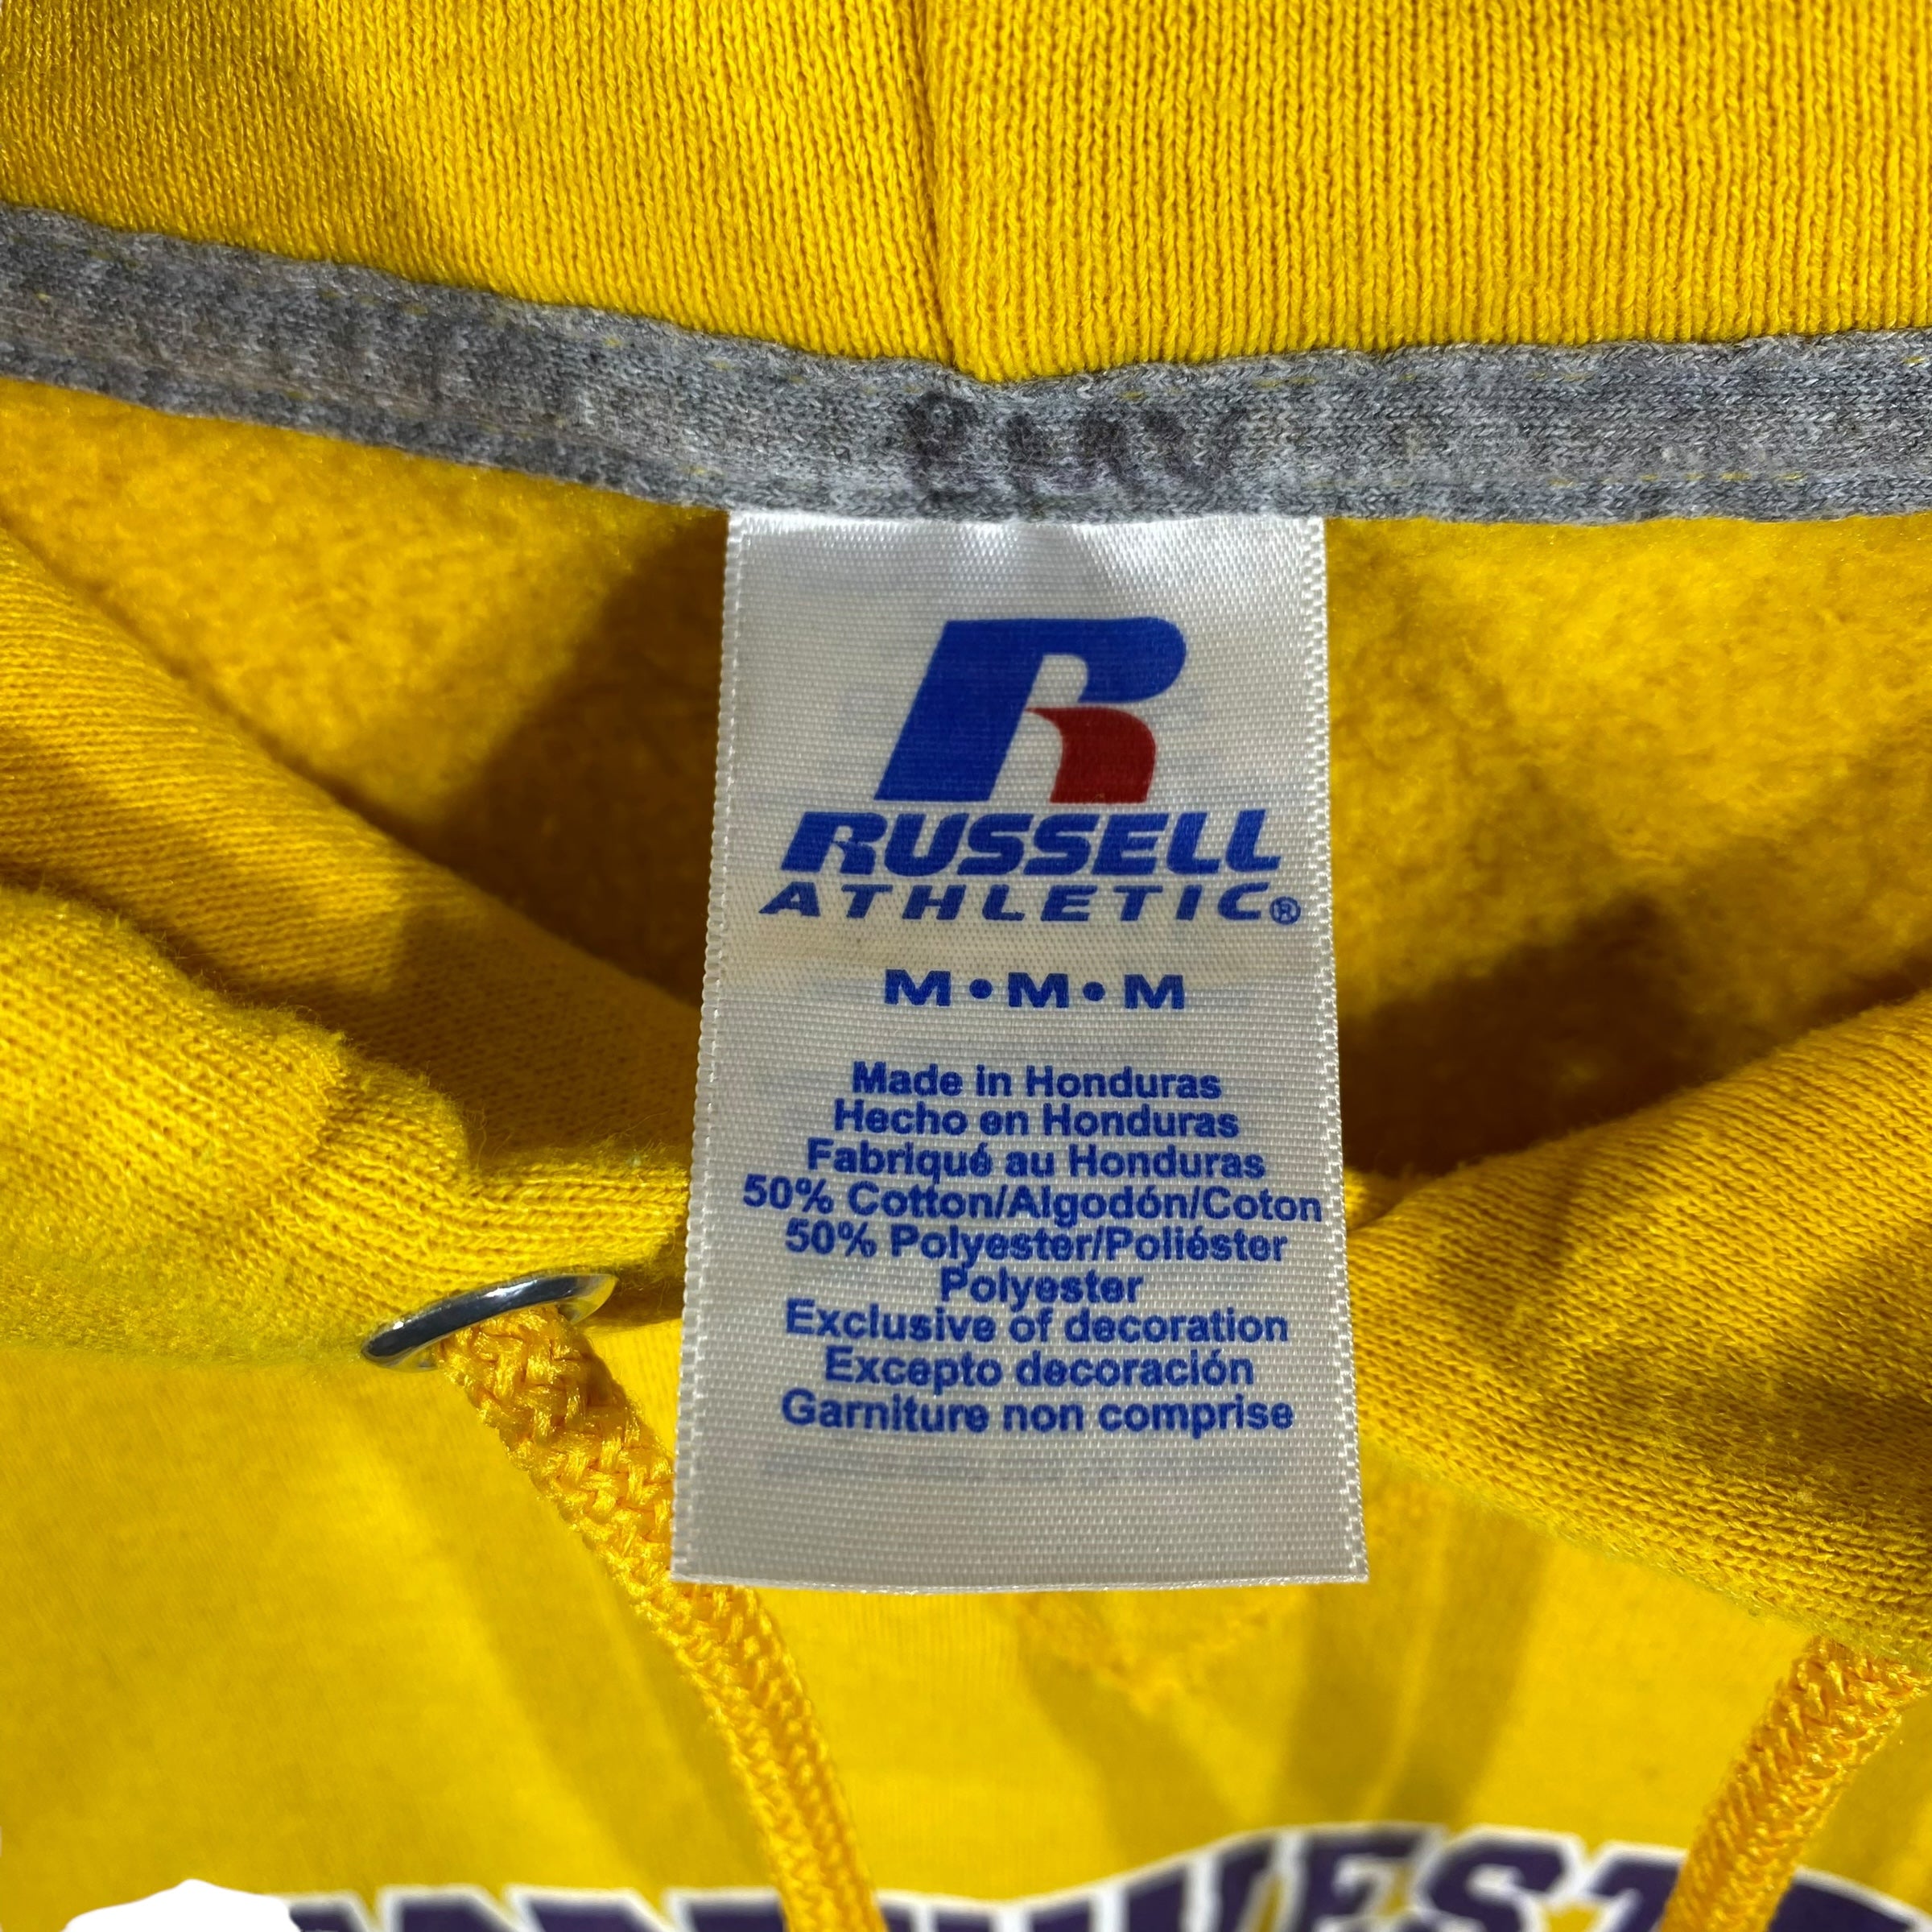 RUSSELL
ATHLETIC®
M•M•M
Made in Honduras
Hecho en Honduras
Fabriqué au Honduras
50% Cotton/Algodón/Coton
50% Polyester/Poliéster
Polyester
Exclusive of decoration
Excepto decoración
Garniture non comprise